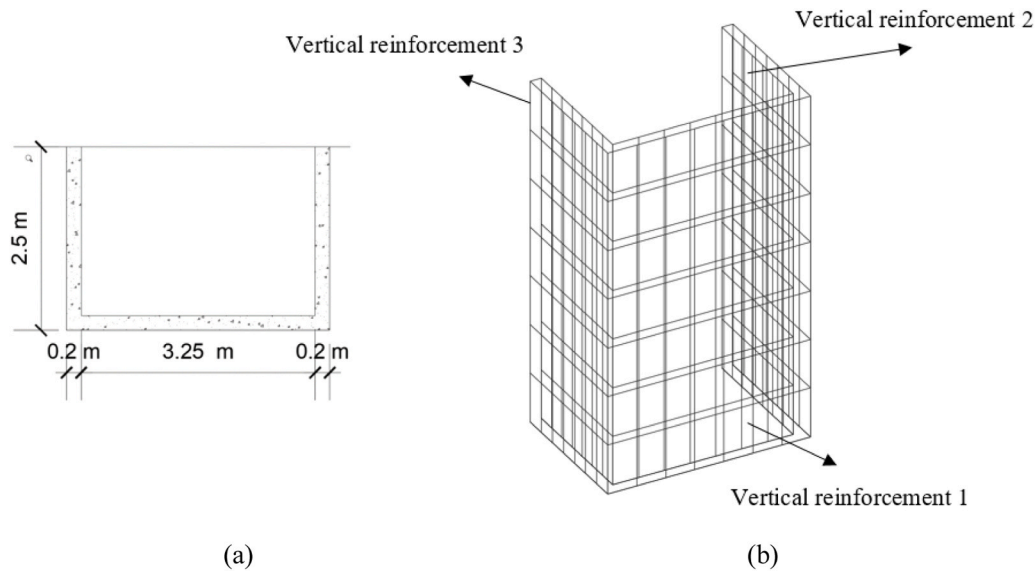 Vertical reinforcement 2
Vertical reinforcement 3
2.5 m
0.2 m
3.25 m
0.2 m
Vertical reinforcement 1
(a)
(b)